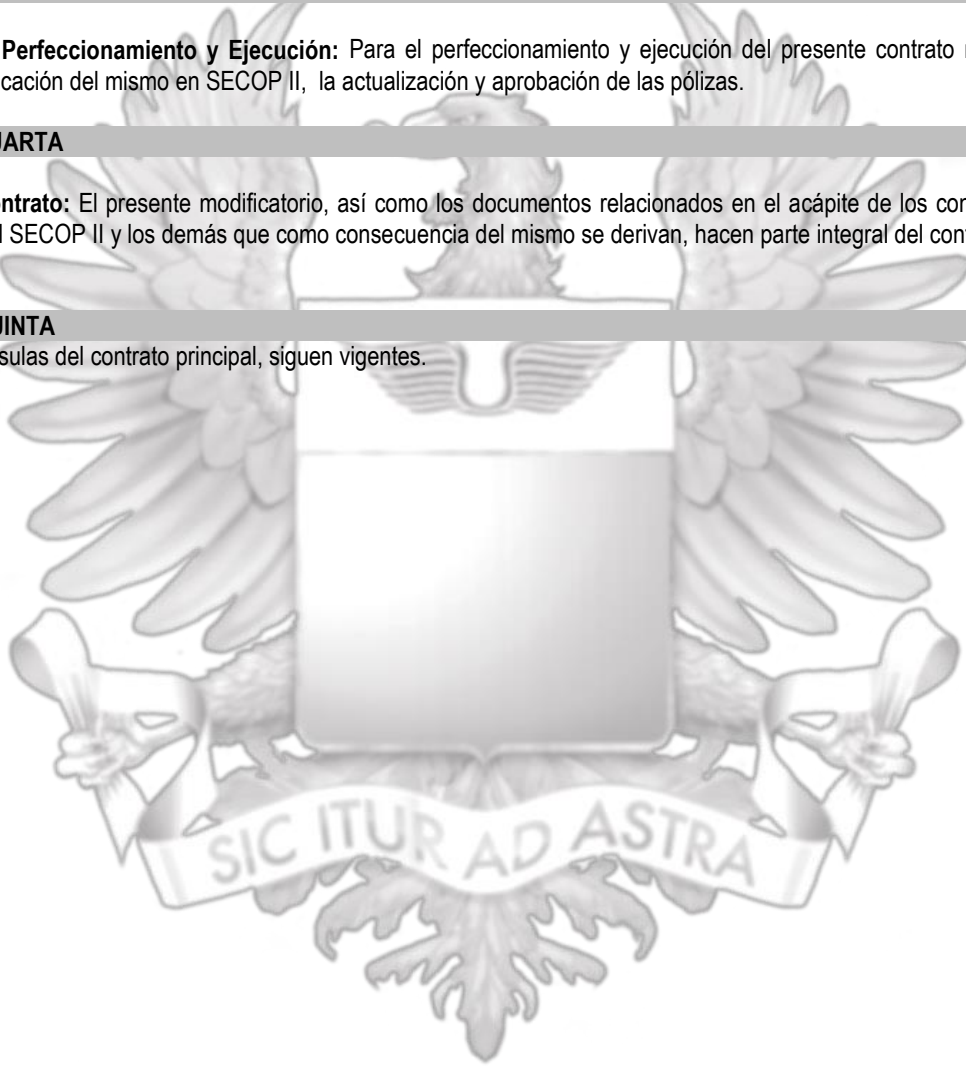 Perfeccionamiento y Ejecución: Para el perfeccionamiento y ejecución del presente contrato
cación del mismo en SECOP II, la actualización y aprobación de las pólizas.
ARTA
ntrato: El presente modificatorio, así como los documentos relacionados en el acápite de los con
l SECOP II y los demás que como consecuencia del mismo se derivan, hacen parte integral del con
INTA
sulas del contrato principal, siguen vigentes.
SIC ITUR AD ASTRA